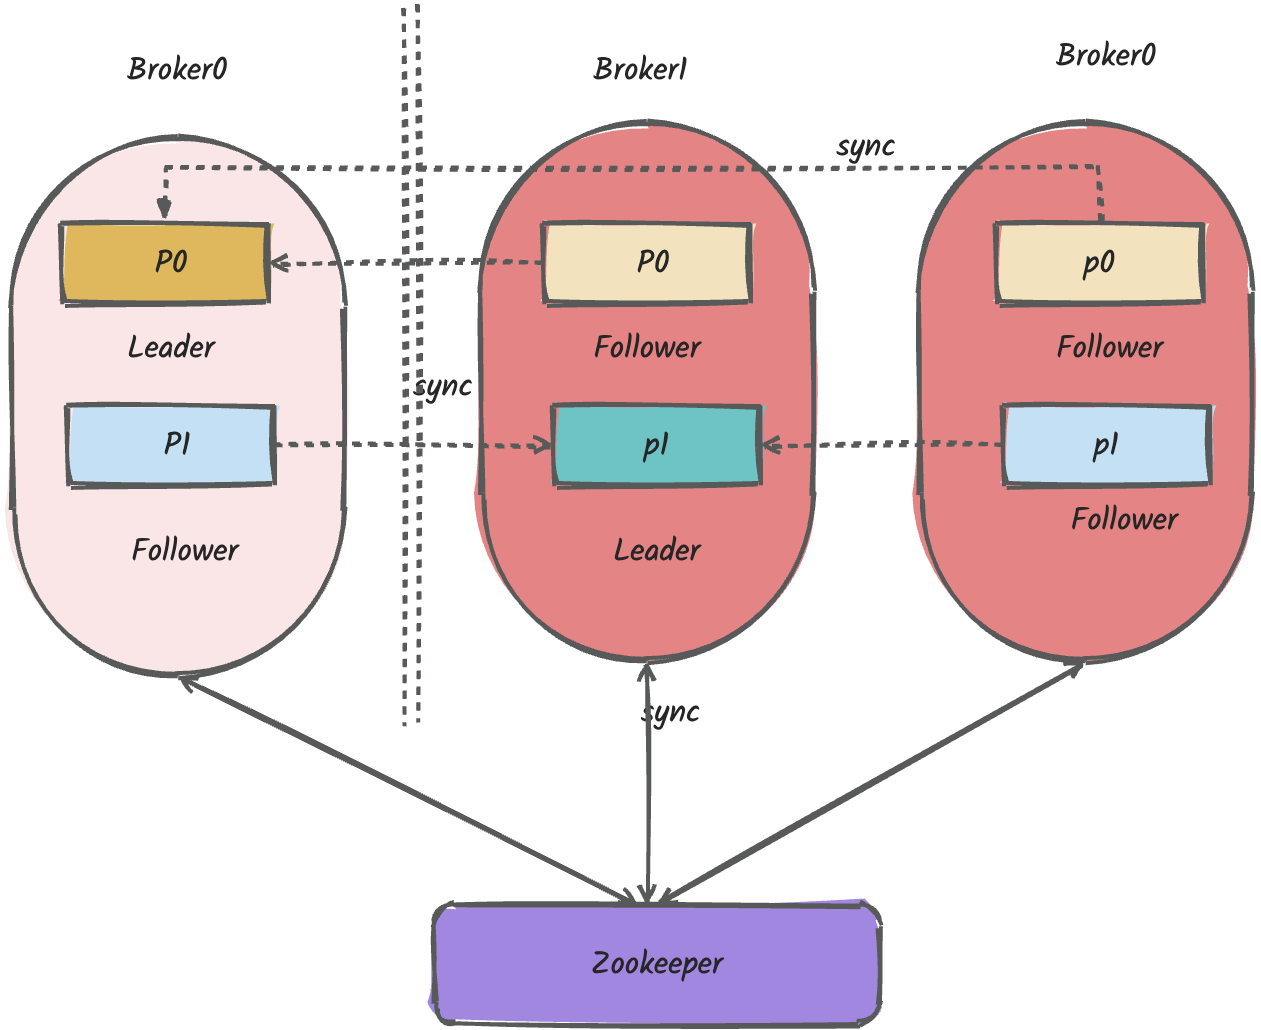 Broker0
Broker1
Broker0
sync
P0
P0
p0
Leader
Follower
Follower
sync
P1
p1
p1
Follower
Leader
Follower
sync
Zookeeper